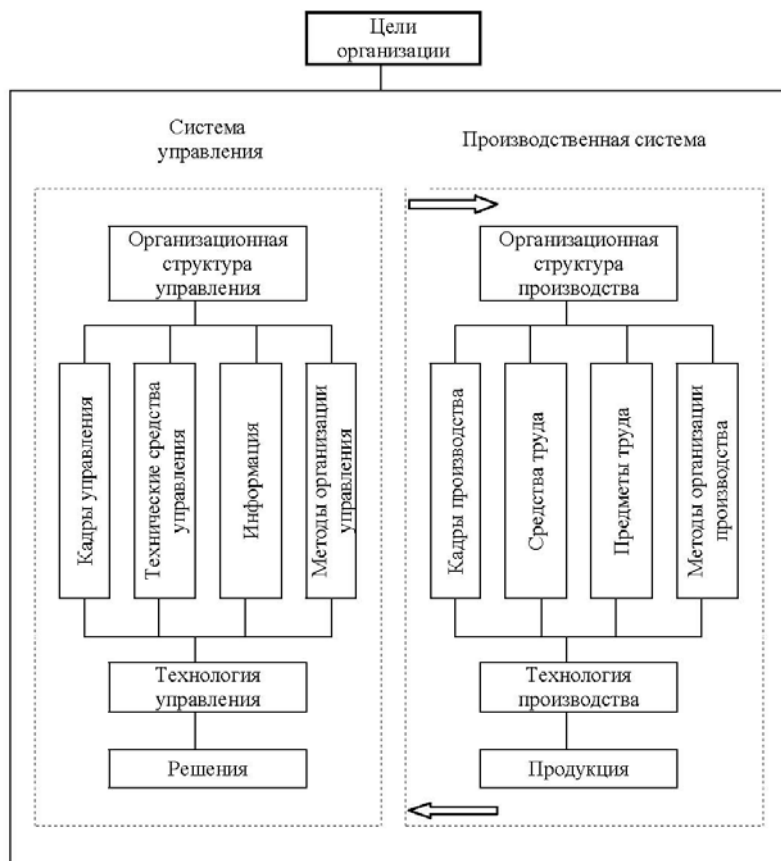 Цели
организации
Система
управления
Производственная система
Организационная
структура
управления
Организационная
структура
производства
Кадры управления
Технические средства
управления
Информация
Методы организации
управления
Кадры производства
Средства труда
Предметы труда
Методы организации
производства
Технология
управления
Технология
производства
Решения
Продукция